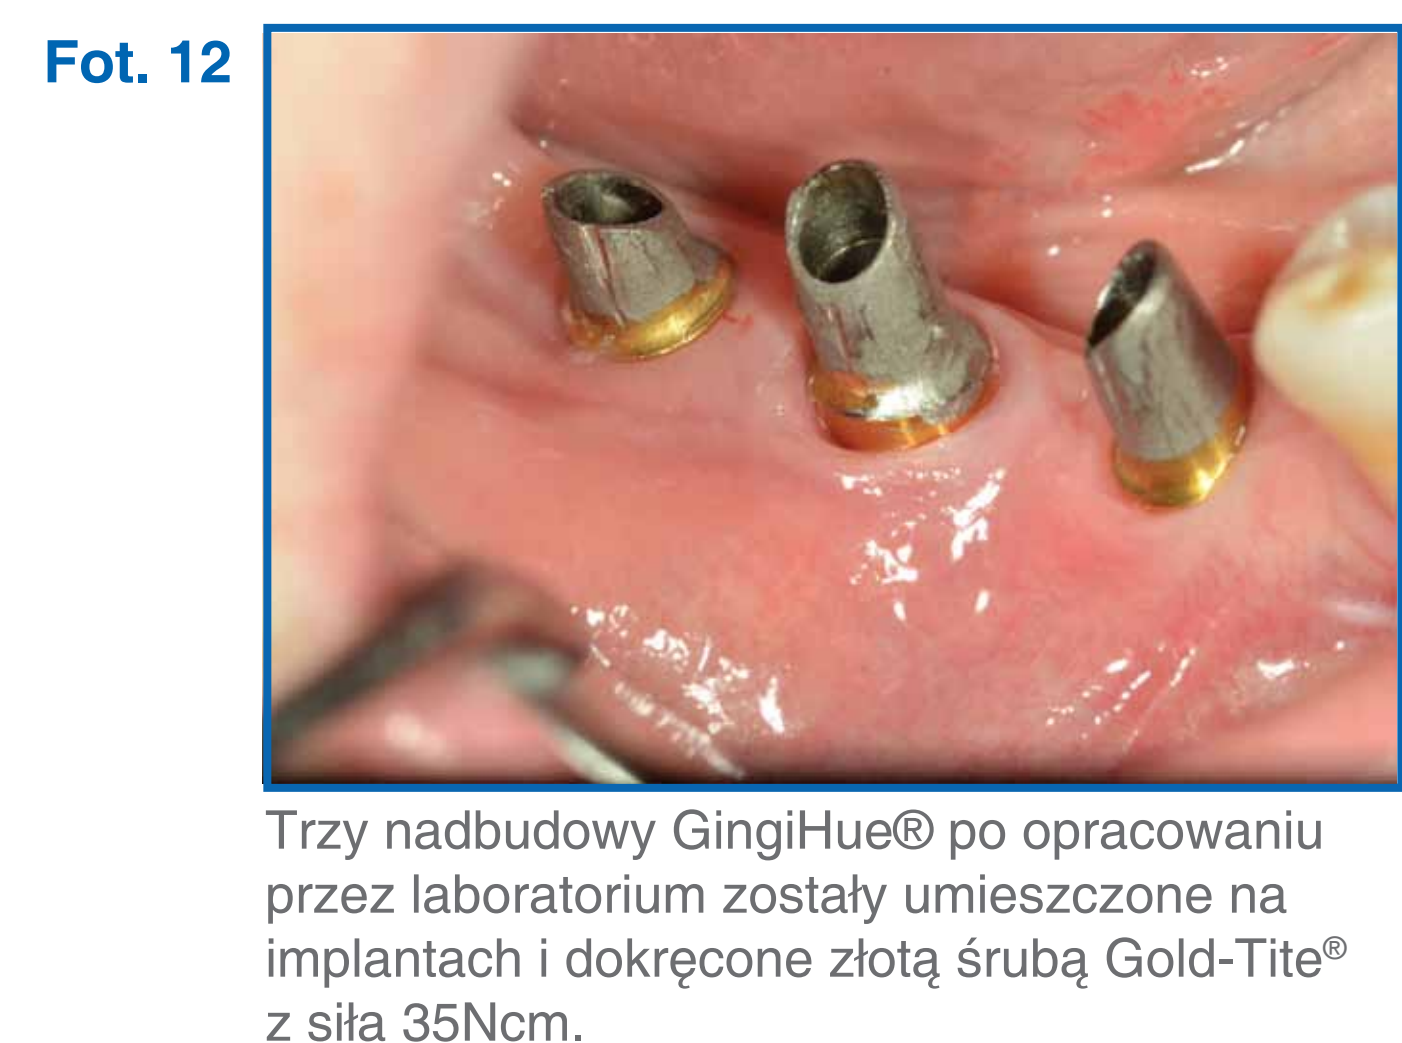 Fot. 12
Trzy nadbudowy GingiHue® po opracowaniu
przez laboratorium zostały umieszczone na
implantach i dokręcone złotą śrubą Gold-Tite®
z siła 35Ncm.